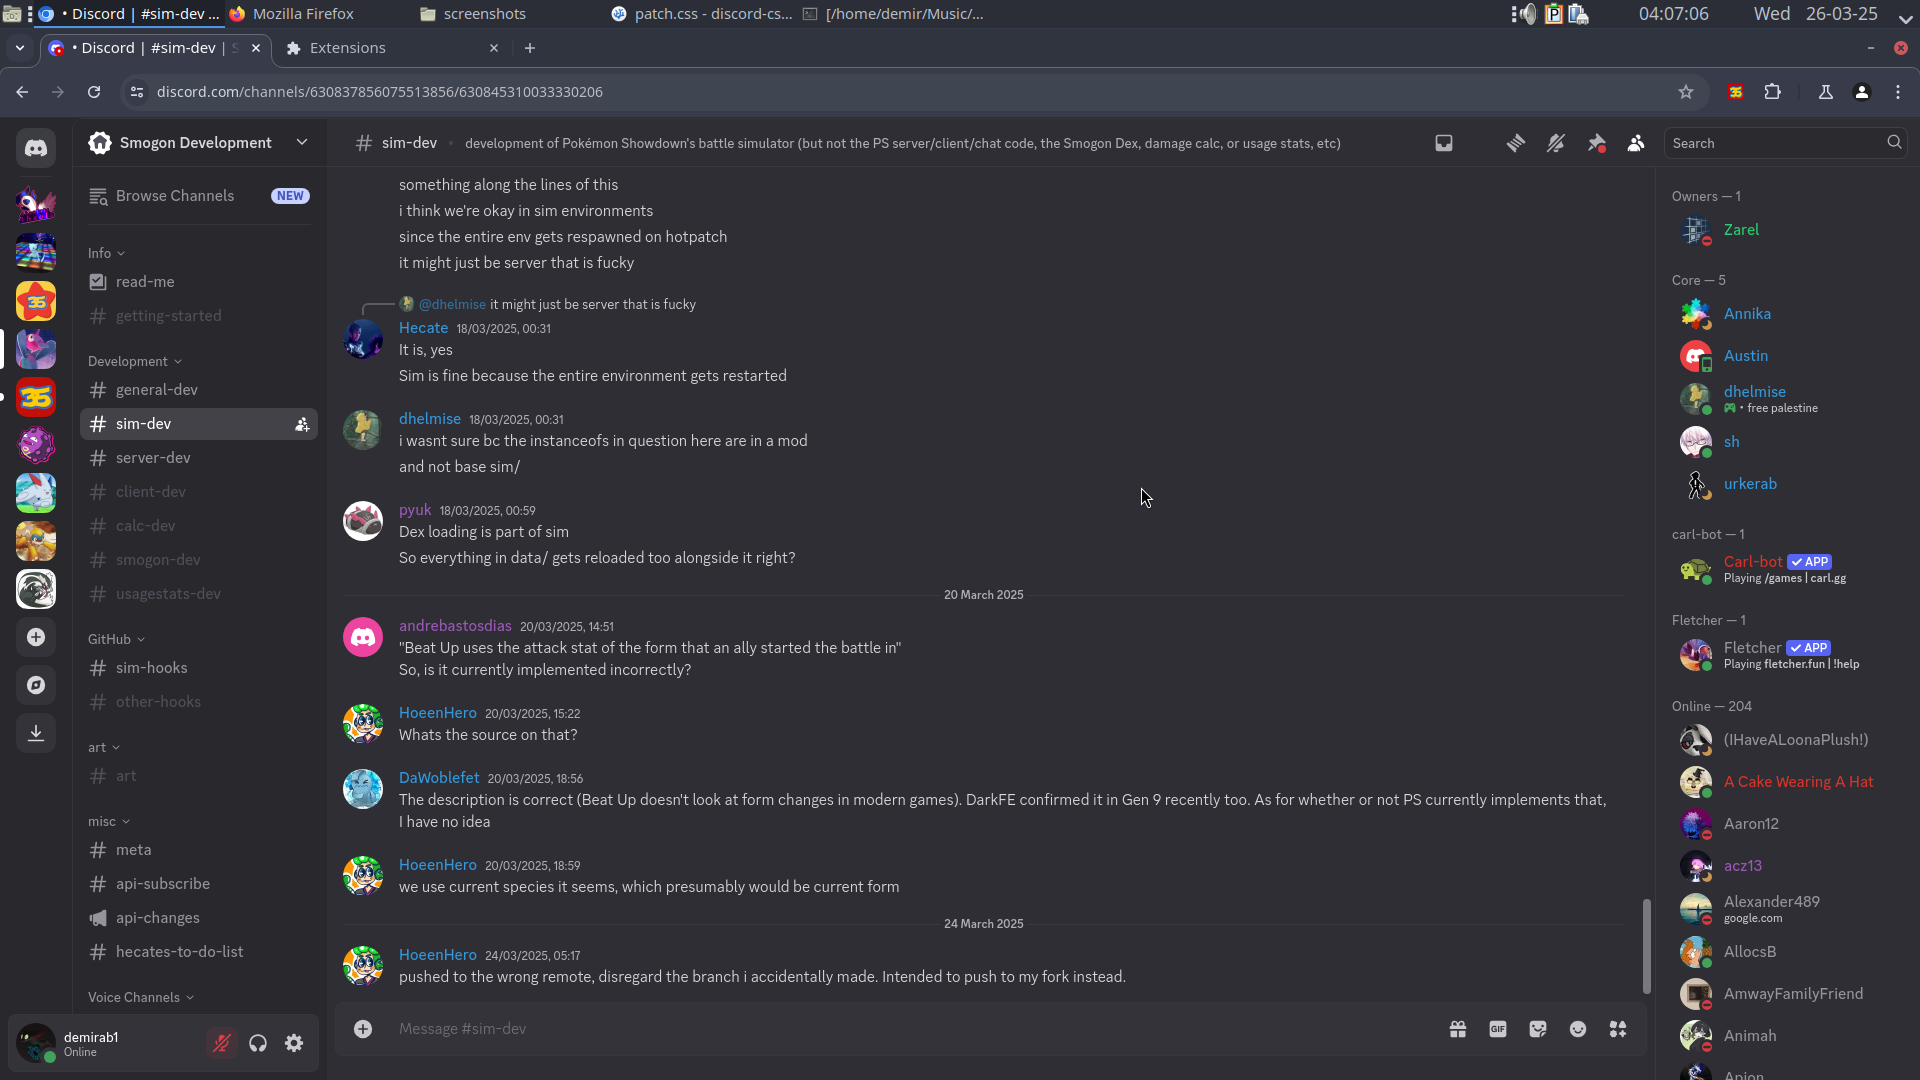 • Discord | #sim-dev ...
Mozilla Firefox
screenshots
patch.css - discord-cs...
[/home/demir/Music/...
04:07:06
Wed
26-03-25
• Discord | #sim-dev |
Extensions
discord.com/channels/630837856075513856/630845310033330206
Smogon Development
# sim-dev
development of Pokémon Showdown's battle simulator (but not the PS server/client/chat code, the Smogon Dex, damage calc, or usage stats, etc)
Search
Browse Channels
NEW
Info
read-me
getting-started
Development
general-dev
sim-dev
server-dev
client-dev
calc-dev
smogon-dev
usagestats-dev
GitHub
sim-hooks
other-hooks
art
art
misc
meta
api-subscribe
api-changes
hecates-to-do-list
Voice Channels
demirab1
Online
something along the lines of this
i think we're okay in sim environments
since the entire env gets respawned on hotpatch
it might just be server that is fucky
@dhelmise it might just be server that is fucky
Hecate 18/03/2025, 00:31
It is, yes
Sim is fine because the entire environment gets restarted
dhelmise 18/03/2025, 00:31
i wasnt sure bc the instanceofs in question here are in a mod
and not base sim/
pyuk 18/03/2025, 00:59
Dex loading is part of sim
So everything in data/ gets reloaded too alongside it right?
20 March 2025
andrebastosdias 20/03/2025, 14:51
"Beat Up uses the attack stat of the form that an ally started the battle in"
So, is it currently implemented incorrectly?
HoeenHero 20/03/2025, 15:22
Whats the source on that?
DaWoblefet 20/03/2025, 18:56
The description is correct (Beat Up doesn't look at form changes in modern games). DarkFE confirmed it in Gen 9 recently too. As for whether or not PS currently implements that,
I have no idea
HoeenHero 20/03/2025, 18:59
we use current species it seems, which presumably would be current form
24 March 2025
HoeenHero 24/03/2025, 05:17
pushed to the wrong remote, disregard the branch i accidentally made. Intended to push to my fork instead.
Message #sim-dev
GIF
Owners — 1
Zarel
Core — 5
Annika
Austin
dhelmise
• free palestine
sh
urkerab
carl-bot — 1
Carl-bot APP
Playing /games | carl.gg
Fletcher — 1
Fletcher APP
Playing fletcher.fun | !help
Online — 204
(IHaveALoonaPlush!)
A Cake Wearing A Hat
Aaron12
acz13
Alexander489
google.com
AllocsB
AmwayFamilyFriend
Animah
Apion